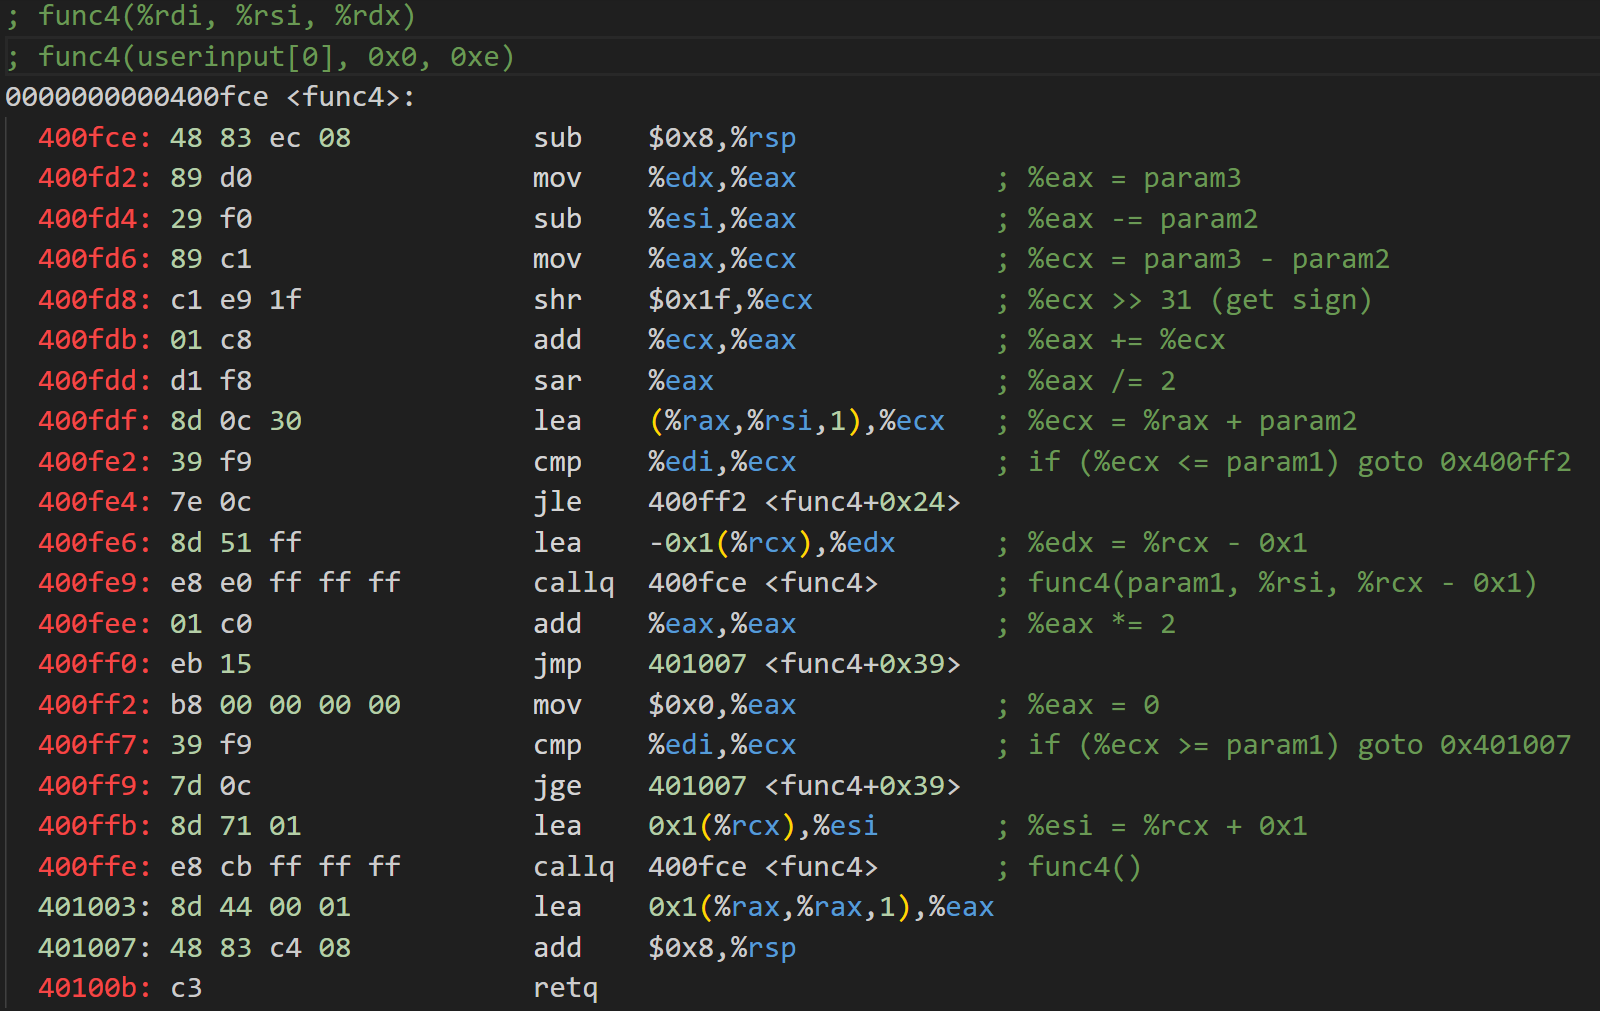 ; func4(%rdi, %rsi, %rdx)
; func4(userinput[0], 0x0, 0xe)
0000000000400fce <func4>:
400fce: 48 83 ec 08 sub $0x8,%rsp
400fd2: 89 d0 mov %edx,%eax ; %eax = param3
400fd4: 29 f0 sub %esi,%eax ; %eax -= param2
400fd6: 89 c1 mov %eax,%ecx ; %ecx = param3 - param2
400fd8: c1 e9 1f shr $0x1f,%ecx ; %ecx >> 31 (get sign)
400fdb: 01 c8 add %ecx,%eax ; %eax += %ecx
400fdd: d1 f8 sar %eax ; %eax /= 2
400fdf: 8d 0c 30 lea (%rax,%rsi,1),%ecx ; %ecx = %rax + param2
400fe2: 39 f9 cmp %edi,%ecx ; if (%ecx <= param1) goto 0x400ff2
400fe4: 7e 0c jle 400ff2 <func4+0x24>
400fe6: 8d 51 ff lea -0x1(%rcx),%edx ; %edx = %rcx - 0x1
400fe9: e8 e0 ff ff ff callq 400fce <func4> ; func4(param1, %rsi, %rcx - 0x1)
400fee: 01 c0 add %eax,%eax ; %eax *= 2
400ff0: eb 15 jmp 401007 <func4+0x39>
400ff2: b8 00 00 00 00 mov $0x0,%eax ; %eax = 0
400ff7: 39 f9 cmp %edi,%ecx ; if (%ecx >= param1) goto 0x401007
400ff9: 7d 0c jge 401007 <func4+0x39>
400ffb: 8d 71 01 lea 0x1(%rcx),%esi ; %esi = %rcx + 0x1
400ffe: e8 cb ff ff ff callq 400fce <func4> ; func4()
401003: 8d 44 00 01 lea 0x1(%rax,%rax,1),%eax
401007: 48 83 c4 08 add $0x8,%rsp
40100b: c3 retq